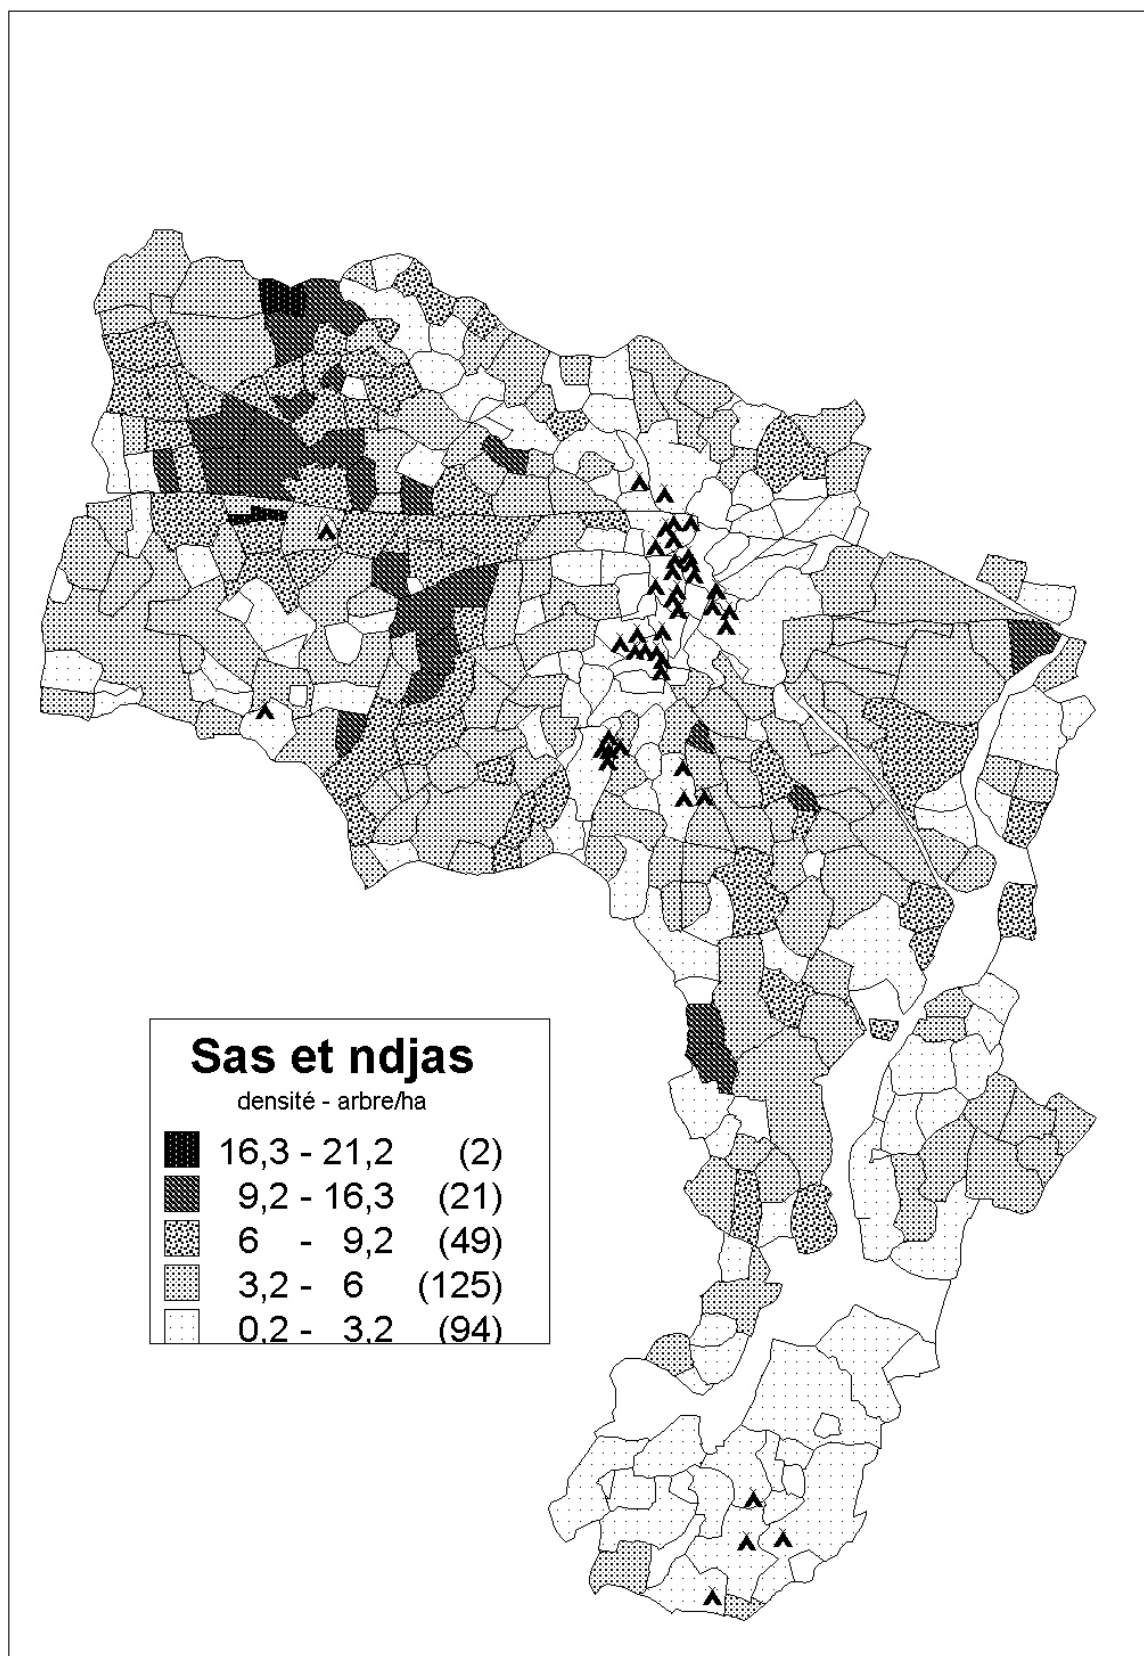 Sas et ndjas
densité - arbre/ha
16,3 - 21,2 (2)
9,2 - 16,3 (21)
6 - 9,2 (49)
3,2 - 6 (125)
0,2 - 3,2 (94)